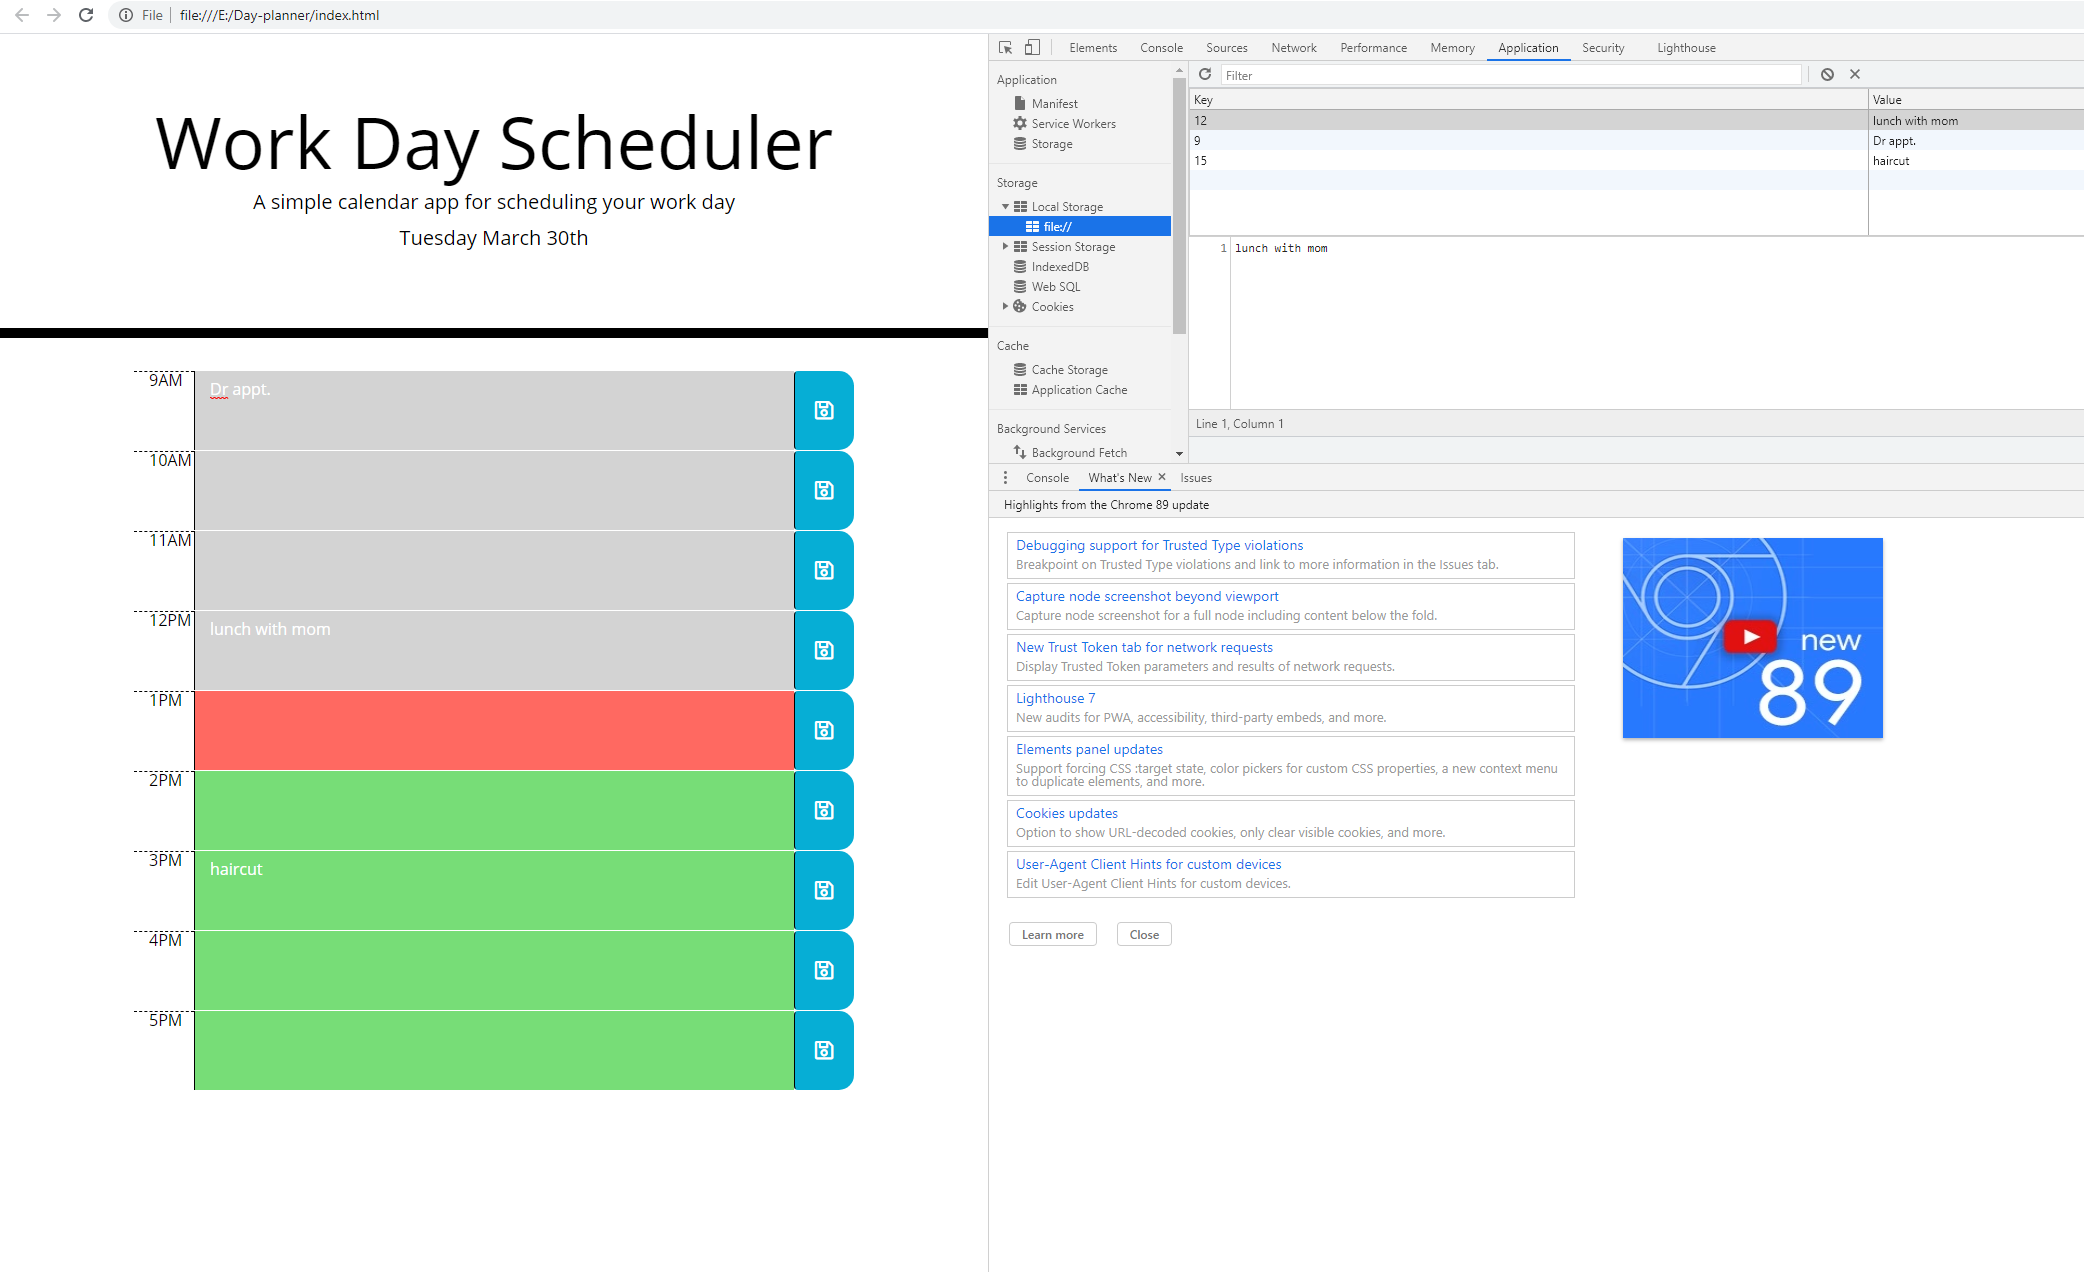 File file:///E:/Day-planner/index.html
Work Day Scheduler
A simple calendar app for scheduling your work day
Tuesday March 30th
9AM Dr appt.
10AM
11AM
12PM lunch with mom
1PM
2PM
3PM haircut
4PM
5PM
Elements Console Sources Network Performance Memory Application Security Lighthouse
Application
Manifest
Service Workers
Storage
Storage
Local Storage
file://
Session Storage
IndexedDB
Web SQL
Cookies
Cache
Cache Storage
Application Cache
Background Services
Background Fetch
Filter
Key Value
12 lunch with mom
9 Dr appt.
15 haircut
1 lunch with mom
Line 1, Column 1
Console What's New Issues
Highlights from the Chrome 89 update
Debugging support for Trusted Type violations
Breakpoint on Trusted Type violations and link to more information in the Issues tab.
Capture node screenshot beyond viewport
Capture node screenshot for a full node including content below the fold.
New Trust Token tab for network requests
Display Trusted Token parameters and results of network requests.
Lighthouse 7
New audits for PWA, accessibility, third-party embeds, and more.
Elements panel updates
Support forcing CSS :target state, color pickers for custom CSS properties, a new context menu
to duplicate elements, and more.
Cookies updates
Option to show URL-decoded cookies, only clear visible cookies, and more.
User-Agent Client Hints for custom devices
Edit User-Agent Client Hints for custom devices.
Learn more Close
new
89